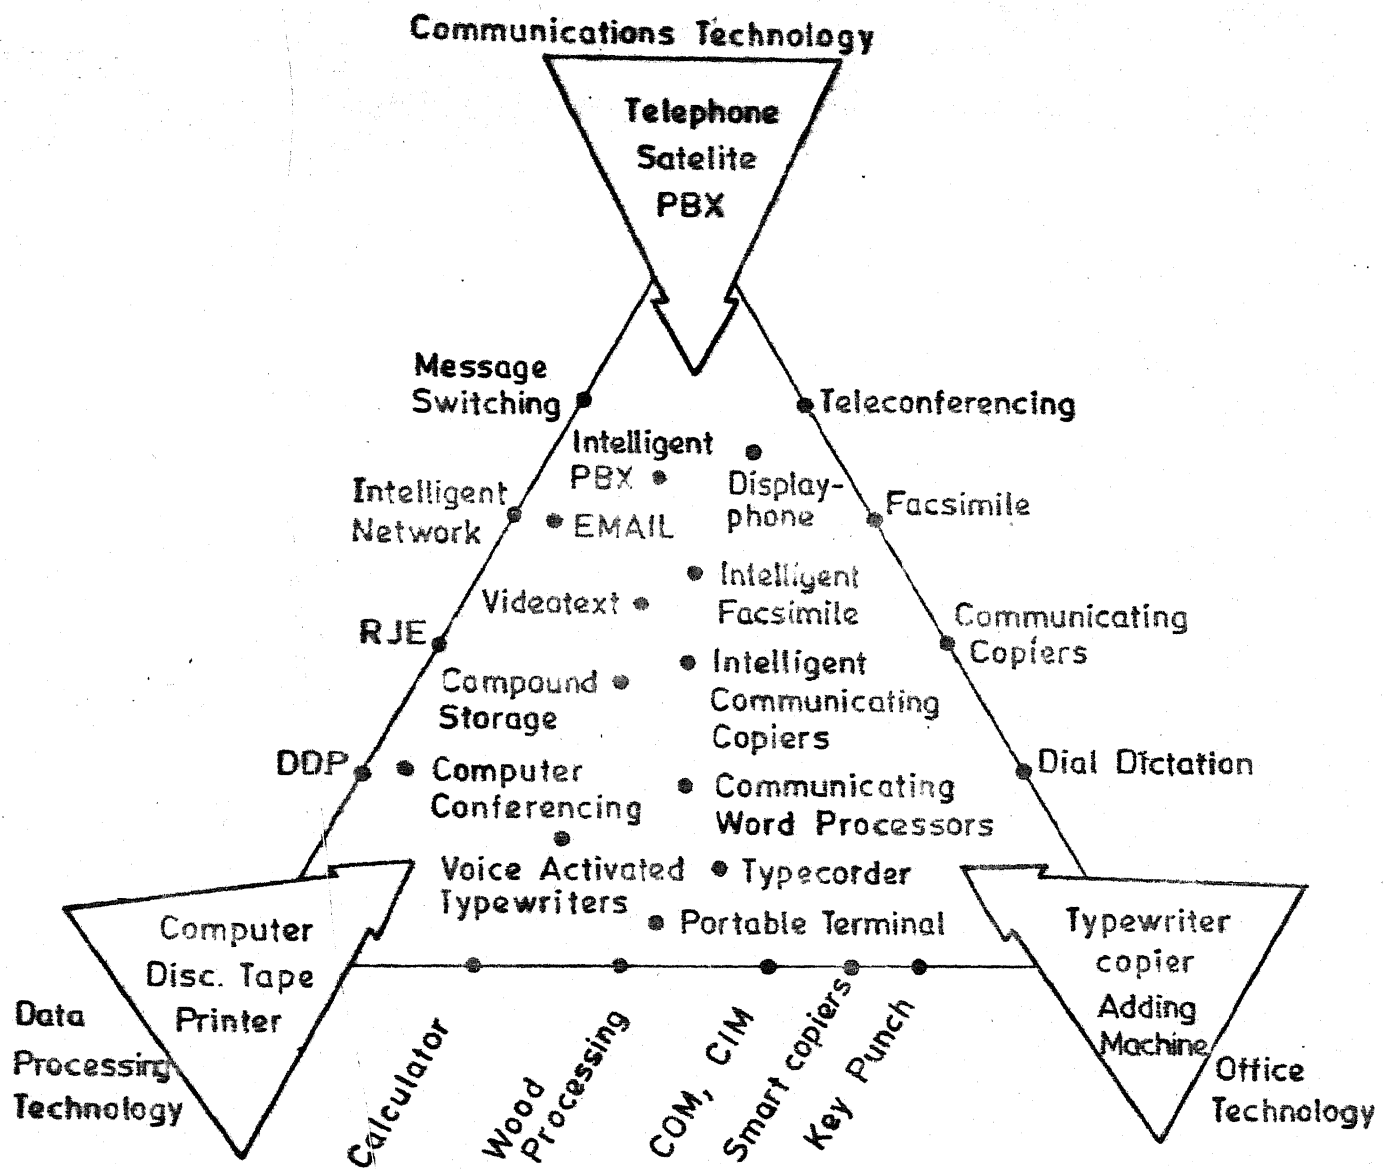 Communications Technology
Telephone
Satelite
PBX
Message
Switching
Teleconferencing
Intelligent
PBX
Display-
phone
Intelligent
Network
EMAIL
Facsimile
Intelligent
Facsimile
Videotext
RJE
Communicating
Copiers
Compound
Storage
Intelligent
Communicating
Copiers
DDP
Computer
Conferencing
Communicating
Word Processors
Dial Dictation
Voice Activated
Typewriters
Typecorder
Portable Terminal
Computer
Disc. Tape
Printer
Data
Processing
Technology
Typewriter
copier
Adding
Machine
Office
Technology
Calculator
Wood
Processing
COM, CIM
Smart copiers
Key Punch